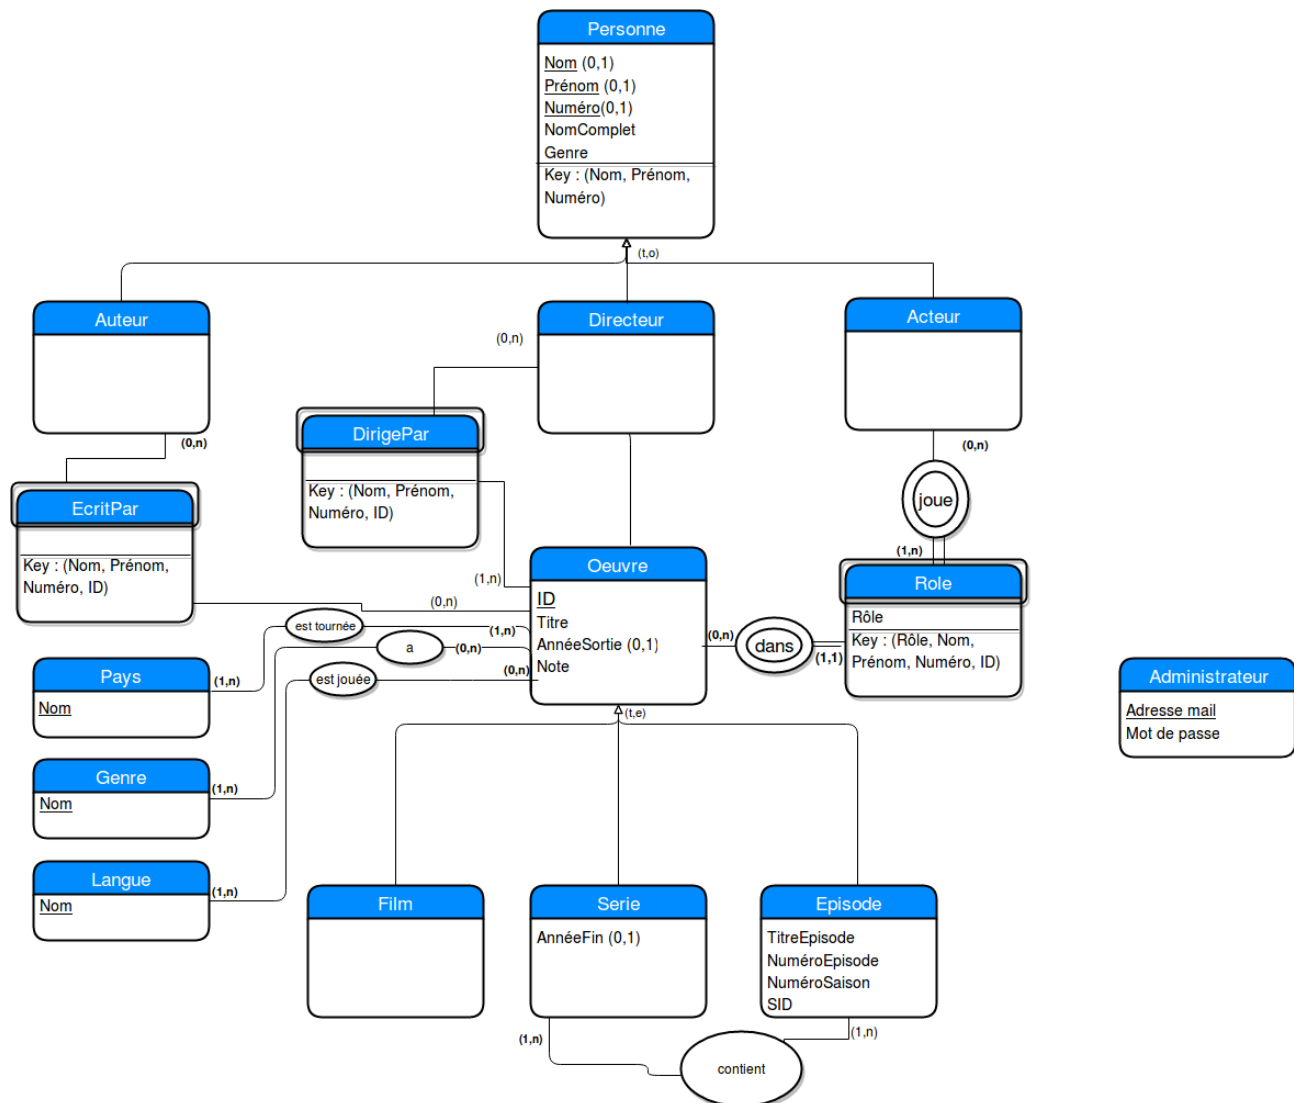 Personne
Nom (0,1)
Prénom (0,1)
Numéro(0,1)
NomComplet
Genre
Key : (Nom, Prénom,
Numéro)
(t,o)
Auteur
Directeur
Acteur
(0,n)
(0,n)
(0,n)
DirigePar
Key : (Nom, Prénom,
Numéro, ID)
EcritPar
Key : (Nom, Prénom,
Numéro, ID)
joue
(1,n)
Role
Rôle
Key : (Rôle, Nom,
Prénom, Numéro, ID)
Oeuvre
ID
Titre
AnnéeSortie (0,1)
Note
(1,n)
(0,n)
est tournée
(1,n)
a
(0,n)
est jouée
(0,n)
(0,n)
dans
(1,1)
Pays
Nom
(1,n)
Genre
Nom
(1,n)
Langue
Nom
(1,n)
Administrateur
Adresse mail
Mot de passe
(t,e)
Film
Serie
AnnéeFin (0,1)
Episode
TitreEpisode
NuméroEpisode
NuméroSaison
SID
(1,n)
(1,n)
contient